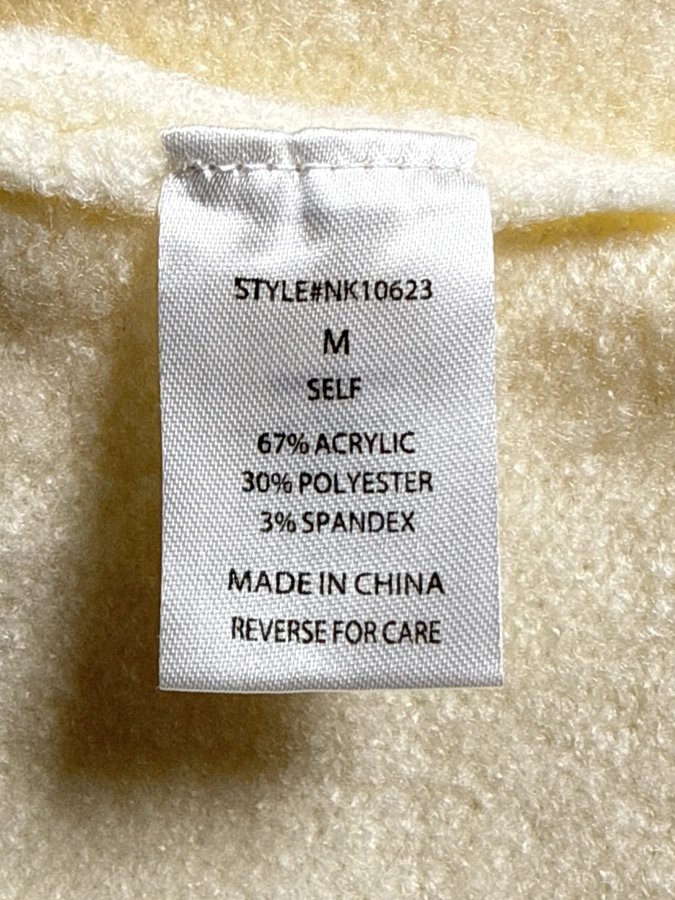 STYLE#NK10623
M
SELF
67% ACRYLIC
30% POLYESTER
3% SPANDEX
MADE IN CHINA
REVERSE FOR CARE